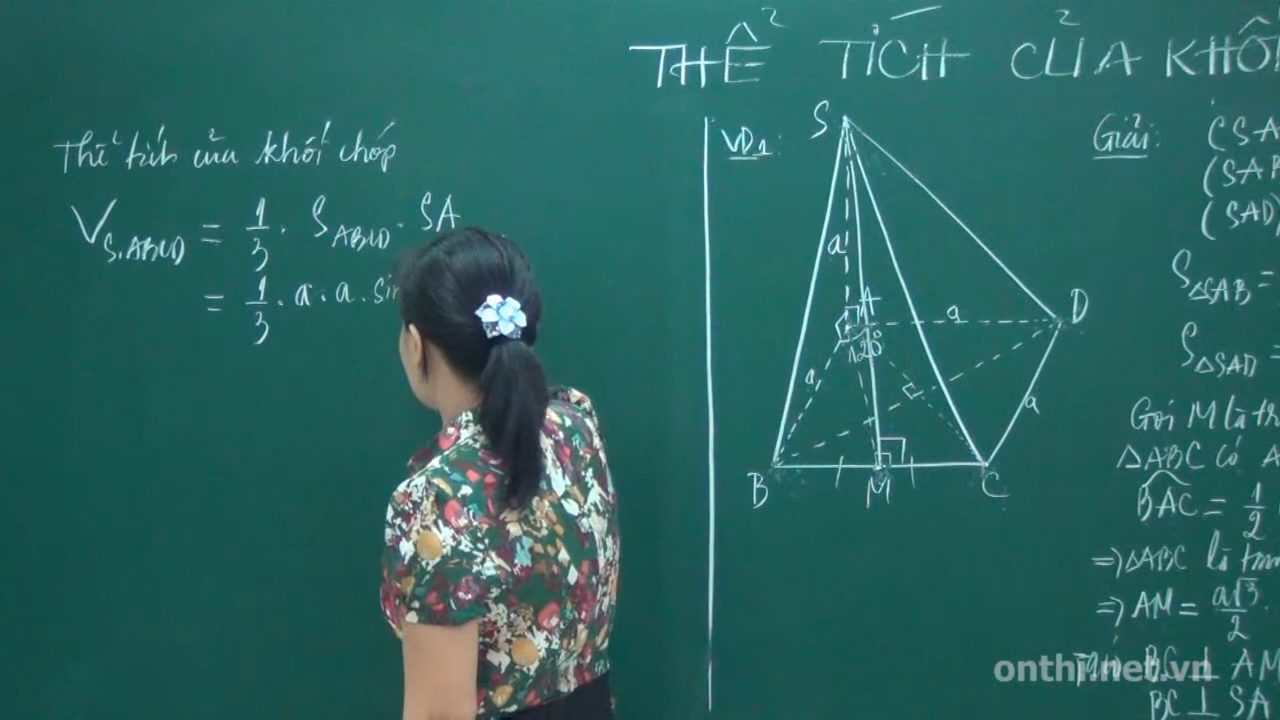 THỂ TÍCH CỦA KHỐI
Thể tích của khối chóp
V S.ABCD = 1/3 . S ABCD . SA
= 1/3 . a . a . sin
VD1:
S
a
A
120°
a
D
a
a
B
M
C
Giải: (SA
(SAB
(SAD)
S ΔSAB =
S ΔSAD =
Gọi M là tr
ΔABC có A
BAC = 1/2
=> ΔABC là
=> AM = a√3/2 .
BC ⊥ AM
BC ⊥ SA
onthi.net.vn